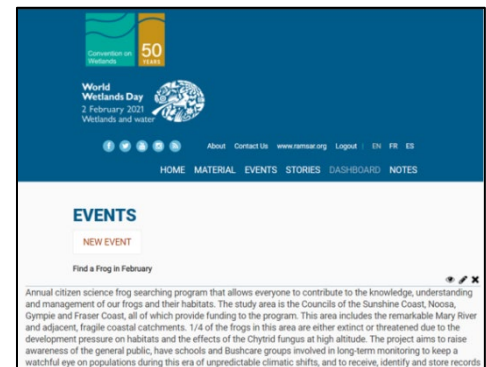 Convention on
Wetlands
50
YEARS
World
Wetlands Day
2 February 2021
Wetlands and water
About Contact Us www.ramsar.org Logout | EN FR ES
HOME MATERIAL EVENTS STORIES DASHBOARD NOTES
EVENTS
NEW EVENT
Find a Frog in February
Annual citizen science frog searching program that allows everyone to contribute to the knowledge, understanding
and management of our frogs and their habitats. The study area is the Councils of the Sunshine Coast, Noosa,
Gympie and Fraser Coast, all of which provide funding to the program. This area includes the remarkable Mary River
and adjacent, fragile coastal catchments. 1/4 of the frogs in this area are either extinct or threatened due to the
development pressure on habitats and the effects of the Chytrid fungus at high altitude. The project aims to raise
awareness of the general public, have schools and Bushcare groups involved in long-term monitoring to keep a
watchful eye on populations during this era of unpredictable climatic shifts, and to receive, identify and store records